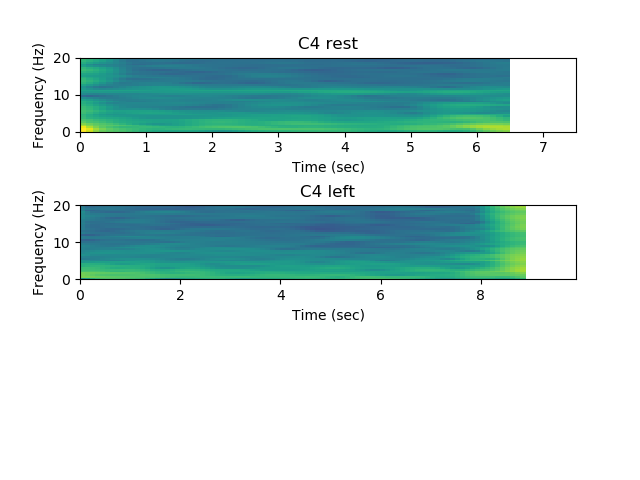 C4 rest
Frequency (Hz)
20
10
0
0 1 2 3 4 5 6 7
Time (sec)
C4 left
Frequency (Hz)
20
10
0
0 2 4 6 8
Time (sec)